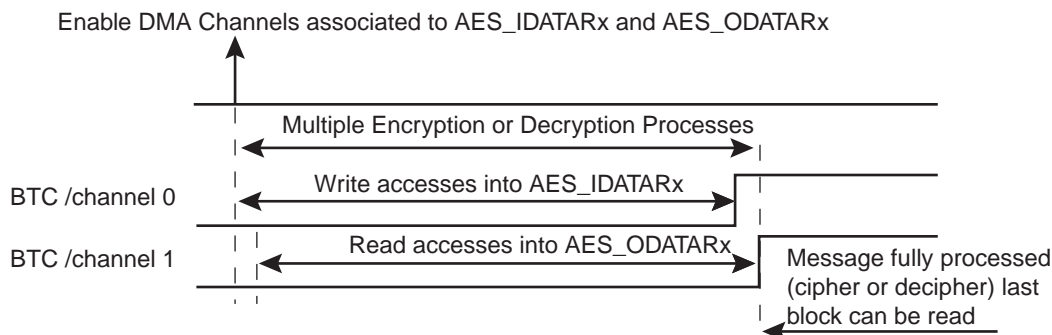 Enable DMA Channels associated to AES_IDATARx and AES_ODATARx
Multiple Encryption or Decryption Processes
BTC /channel 0
Write accesses into AES_IDATARx
BTC /channel 1
Read accesses into AES_ODATARx
Message fully processed
(cipher or decipher) last
block can be read